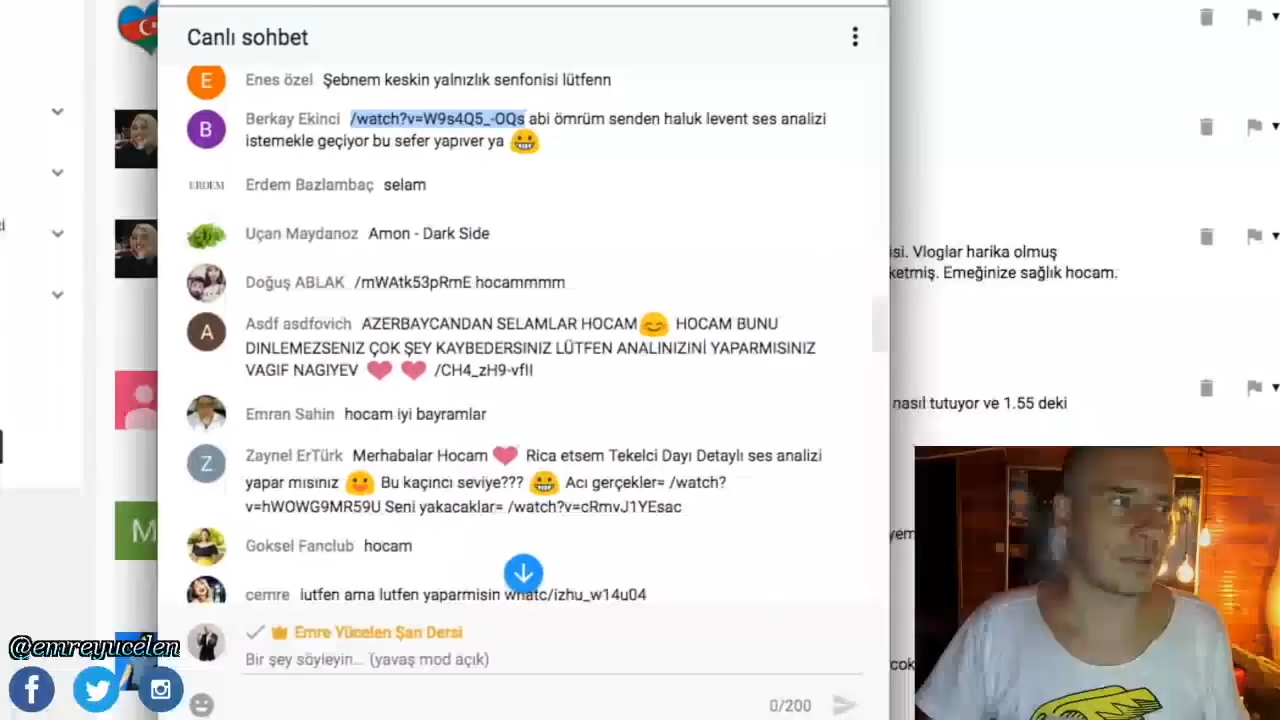 Canlı sohbet
Enes özel Şebnem keskin yalnızlık senfonisi lütfenn
Berkay Ekinci /watch?v=W9s4Q5_-OQs abi ömrüm senden haluk levent ses analizi
istemekle geçiyor bu sefer yapıver ya
ERDEM Erdem Bazlambaç selam
Uçan Maydanoz Amon - Dark Side
Doğuş ABLAK /mWAtk53pRmE hocammmm
A Asdf asdfovich AZERBAYCANDAN SELAMLAR HOCAM HOCAM BUNU
DINLEMEZSENIZ ÇOK ŞEY KAYBEDERSINIZ LÜTFEN ANALINIZINİ YAPARMISINIZ
VAGIF NAGIYEV /CH4_zH9-vfII
Emran Sahin hocam iyi bayramlar
Z Zaynel ErTürk Merhabalar Hocam Rica etsem Tekelci Dayı Detaylı ses analizi
yapar mısınız Bu kaçıncı seviye??? Acı gerçekler= /watch?
v=hWOWG9MR59U Seni yakacaklar= /watch?v=cRmvJ1YEsac
Goksel Fanclub hocam
cemre lutfen ama lutfen yaparmisin whatc/izhu_w14u04
Emre Yücelen Şan Dersi
Bir şey söyleyin... (yavaş mod açık)
0/200
isi. Vloglar harika olmuş
ketmiş. Emeğinize sağlık hocam.
nasıl tutuyor ve 1.55 deki
yem
cok
E
B
M
@emreyucelen